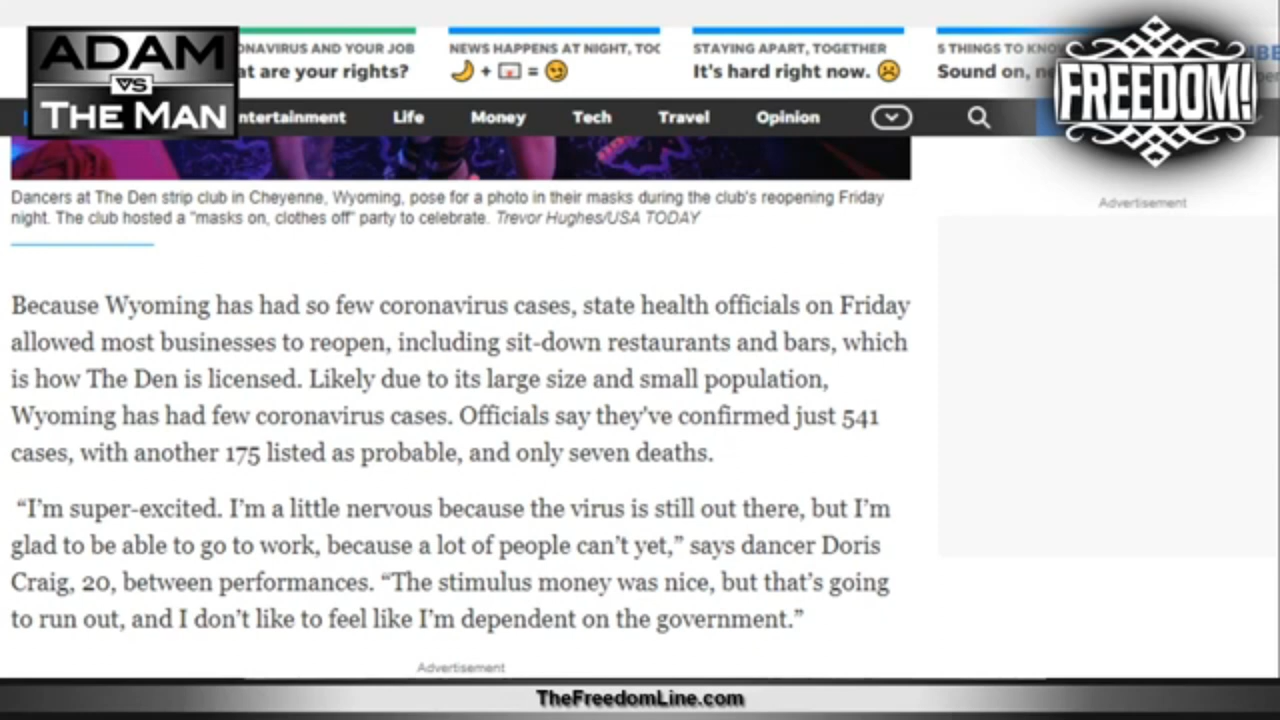 ADAM
VS
THE MAN
ONAVIRUS AND YOUR JOB
at are your rights?
NEWS HAPPENS AT NIGHT, TOO
🌙 + 💌 = 😉
STAYING APART, TOGETHER
It's hard right now. ☹️
5 THINGS TO KNOW
Sound on,
FREEDOM!
ntertainment Life Money Tech Travel Opinion
Dancers at The Den strip club in Cheyenne, Wyoming, pose for a photo in their masks during the club's reopening Friday
night. The club hosted a "masks on, clothes off" party to celebrate. Trevor Hughes/USA TODAY
Advertisement
Because Wyoming has had so few coronavirus cases, state health officials on Friday
allowed most businesses to reopen, including sit-down restaurants and bars, which
is how The Den is licensed. Likely due to its large size and small population,
Wyoming has had few coronavirus cases. Officials say they've confirmed just 541
cases, with another 175 listed as probable, and only seven deaths.
“I’m super-excited. I’m a little nervous because the virus is still out there, but I’m
glad to be able to go to work, because a lot of people can’t yet,” says dancer Doris
Craig, 20, between performances. “The stimulus money was nice, but that’s going
to run out, and I don’t like to feel like I’m dependent on the government.”
Advertisement
TheFreedomLine.com